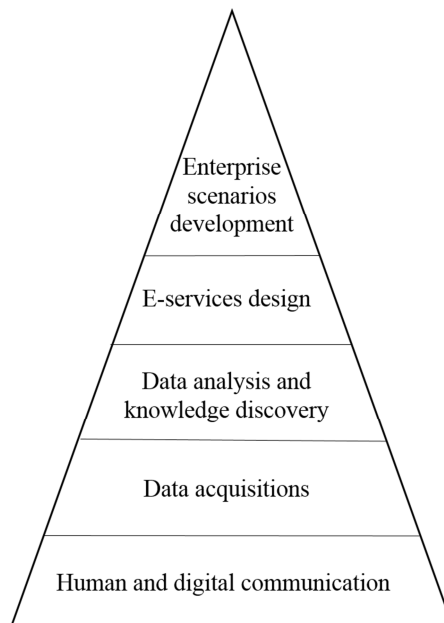 Enterprise
scenarios
development
E-services design
Data analysis and
knowledge discovery
Data acquisitions
Human and digital communication